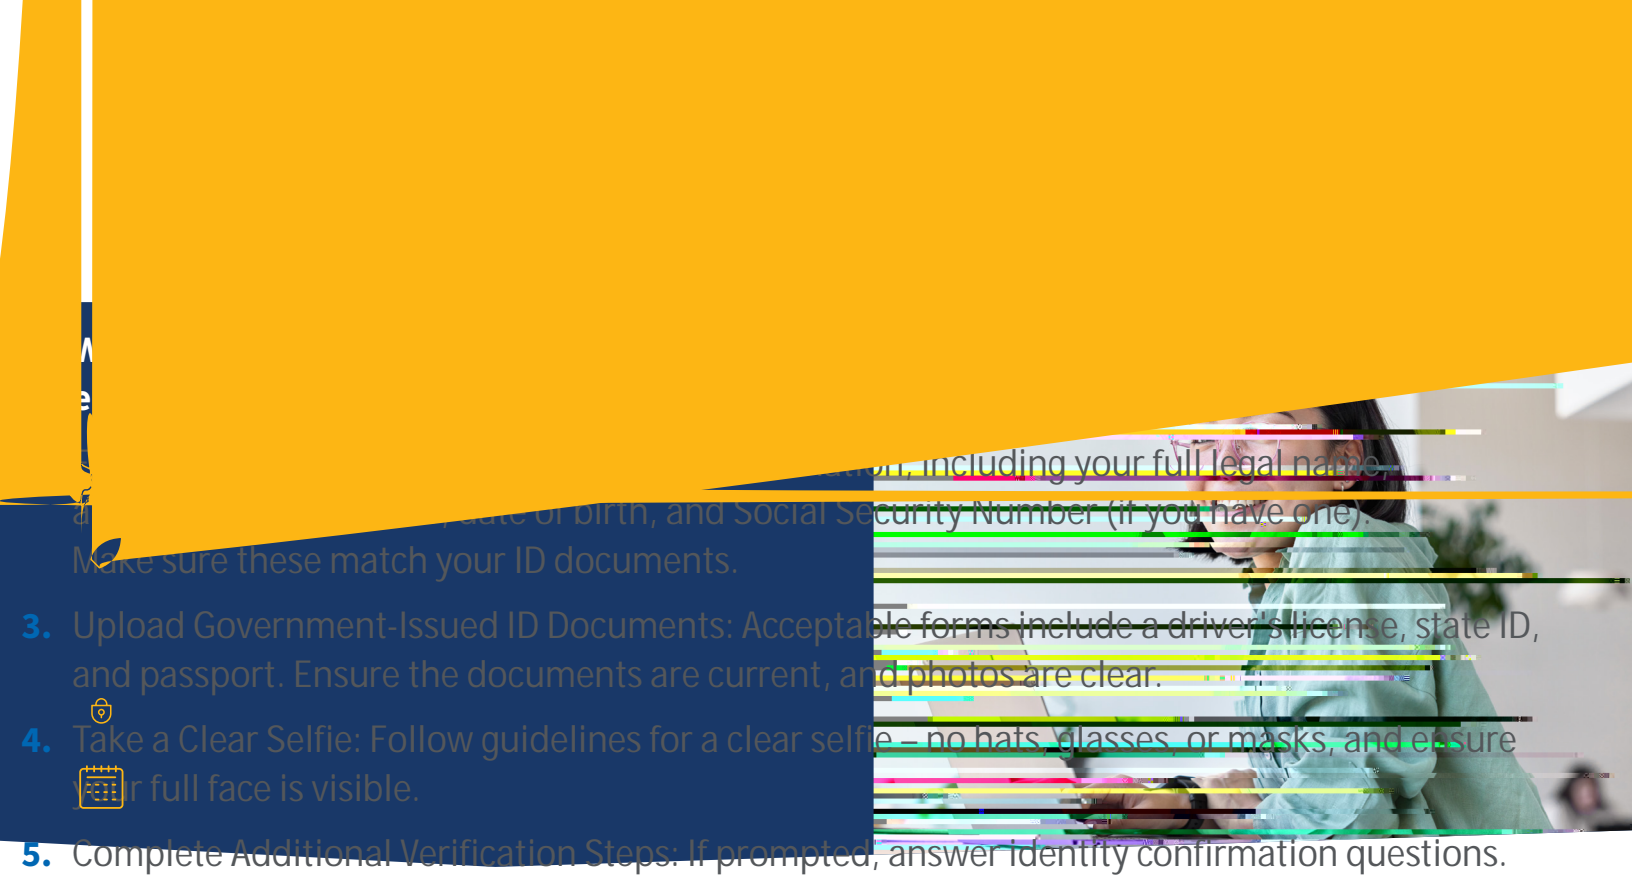 including your full legal name,
date of birth, and Social Security Number (if you have one).
Make sure these match your ID documents.
3. Upload Government-Issued ID Documents: Acceptable forms include a driver's license, state ID,
and passport. Ensure the documents are current, and photos are clear.
4. Take a Clear Selfie: Follow guidelines for a clear selfie – no hats, glasses, or masks, and ensure
your full face is visible.
5. Complete Additional Verification Steps: If prompted, answer identity confirmation questions.